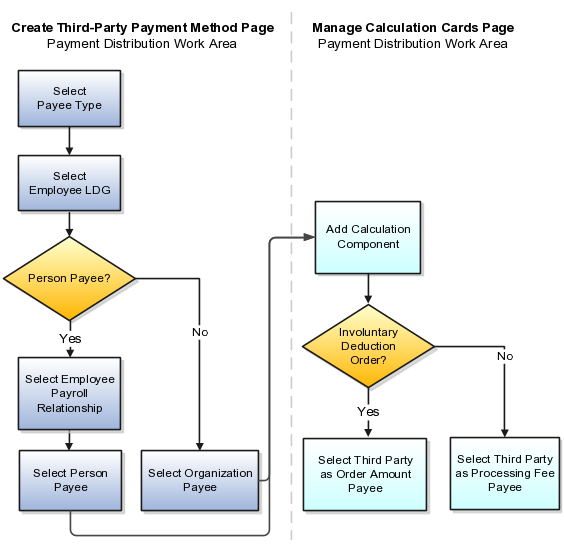 Create Third-Party Payment Method Page
Payment Distribution Work Area
Select
Payee Type
Select
Employee LDG
Person Payee?
Yes
No
Select Employee
Payroll
Relationship
Select Person
Payee
Select Organization
Payee
Manage Calculation Cards Page
Payment Distribution Work Area
Add Calculation
Component
Involuntary
Deduction
Order?
Yes
No
Select Third Party
as Order Amount
Payee
Select Third Party
as Processing Fee
Payee